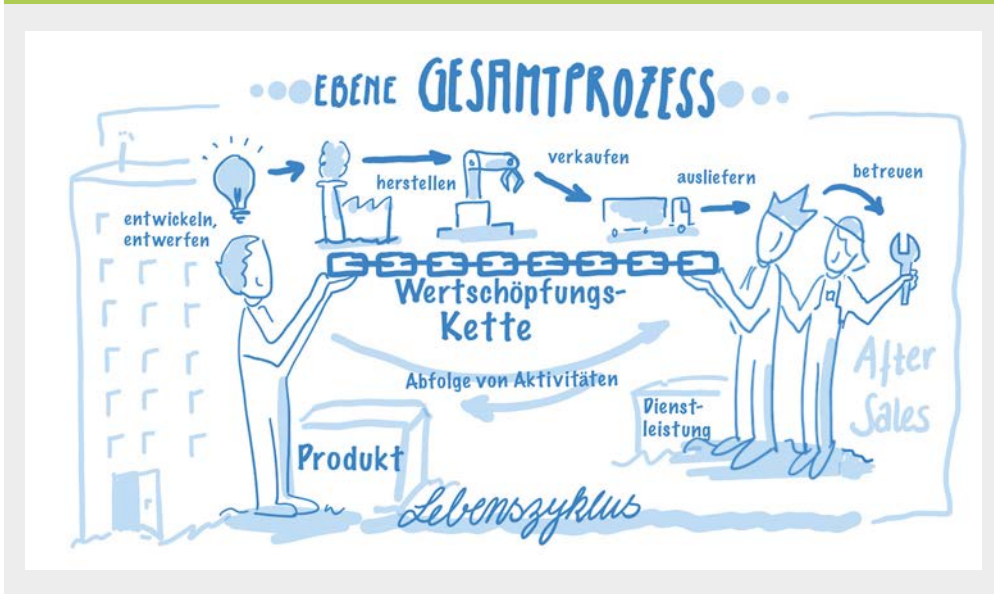 EBENE GESAMTPROZESS
entwickeln,
entwerfen
herstellen
verkaufen
ausliefern
betreuen
Wertschöpfungs-
Kette
Abfolge von Aktivitäten
Produkt
Dienst-
leistung
After
Sales
Lebenszyklus